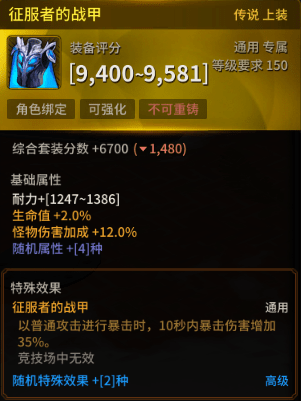 征服者的战甲 传说 上装
装备评分 通用 专属
[9,400~9,581] 等级要求 150
角色绑定 可强化 不可重铸
综合套装分数 +6700 (▼1,480)
基础属性
耐力+[1247~1386]
生命值 +2.0%
怪物伤害加成 +12.0%
随机属性 +[4]种
特殊效果
征服者的战甲 通用
以普通攻击进行暴击时，10秒内暴击伤害增加
35%。
竞技场中无效
随机特殊效果 +[2]种 高级